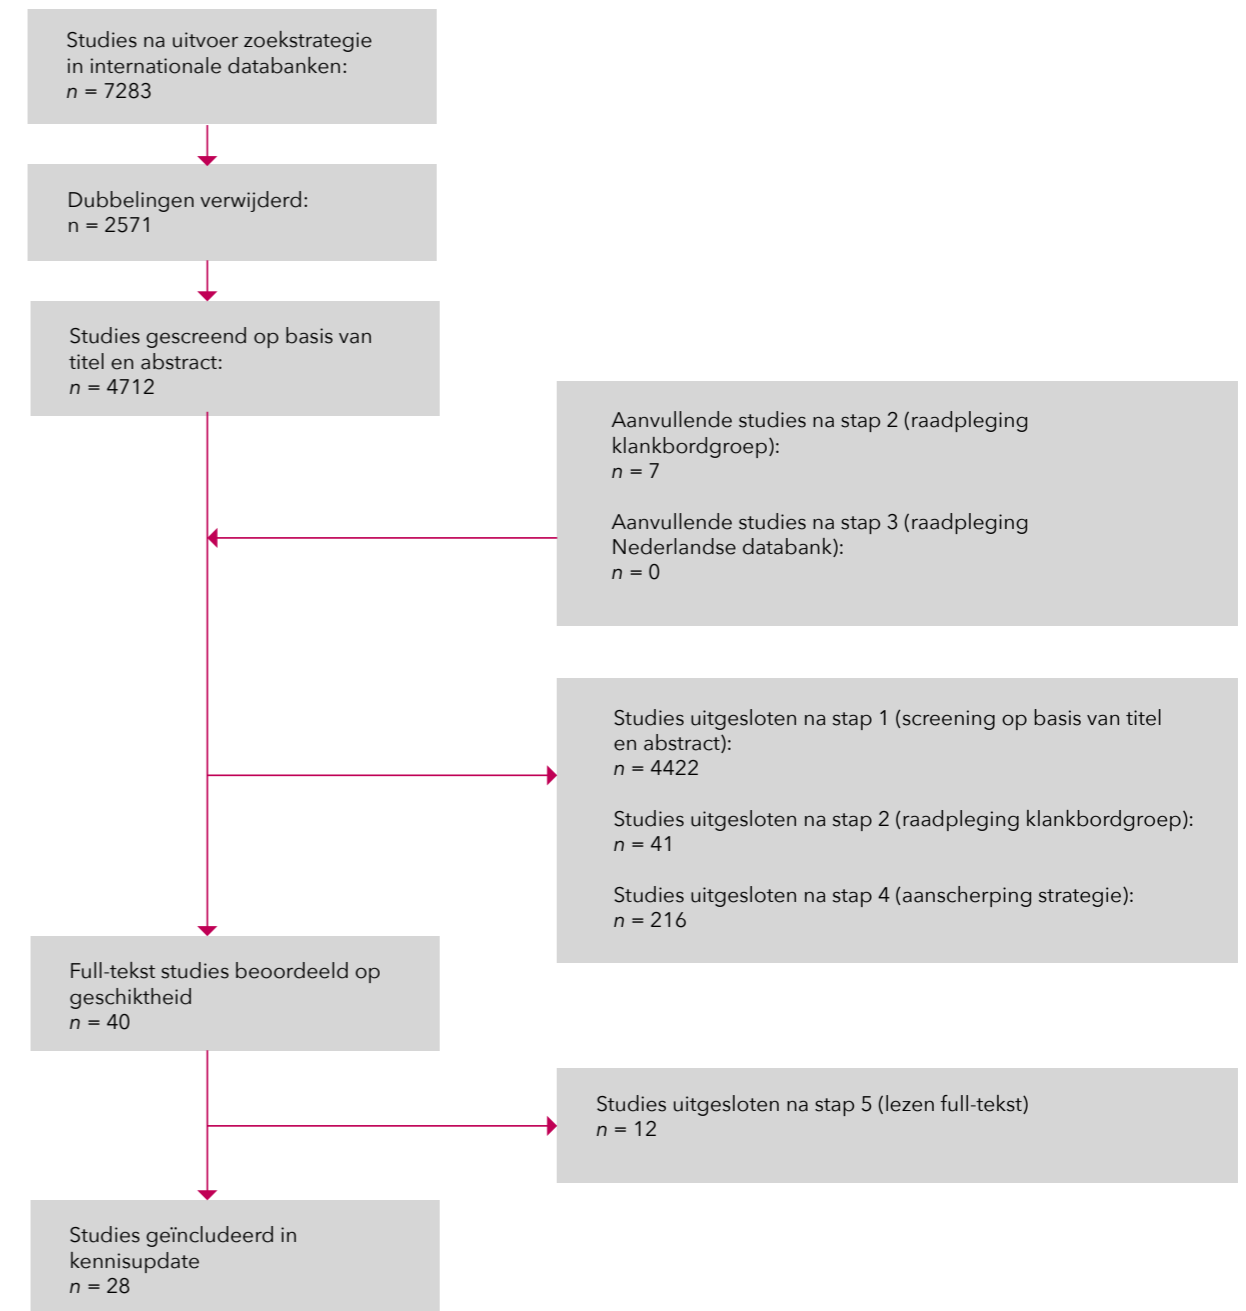 Studies na uitvoer zoekstrategie
in internationale databanken:
n = 7283
Dubbelingen verwijderd:
n = 2571
Studies gescreend op basis van
titel en abstract:
n = 4712
Aanvullende studies na stap 2 (raadpleging
klankbordgroep):
n = 7
Aanvullende studies na stap 3 (raadpleging
Nederlandse databank):
n = 0
Studies uitgesloten na stap 1 (screening op basis van titel
en abstract):
n = 4422
Studies uitgesloten na stap 2 (raadpleging klankbordgroep):
n = 41
Studies uitgesloten na stap 4 (aanscherping strategie):
n = 216
Full-tekst studies beoordeeld op
geschiktheid
n = 40
Studies uitgesloten na stap 5 (lezen full-tekst)
n = 12
Studies geïncludeerd in
kennisupdate
n = 28